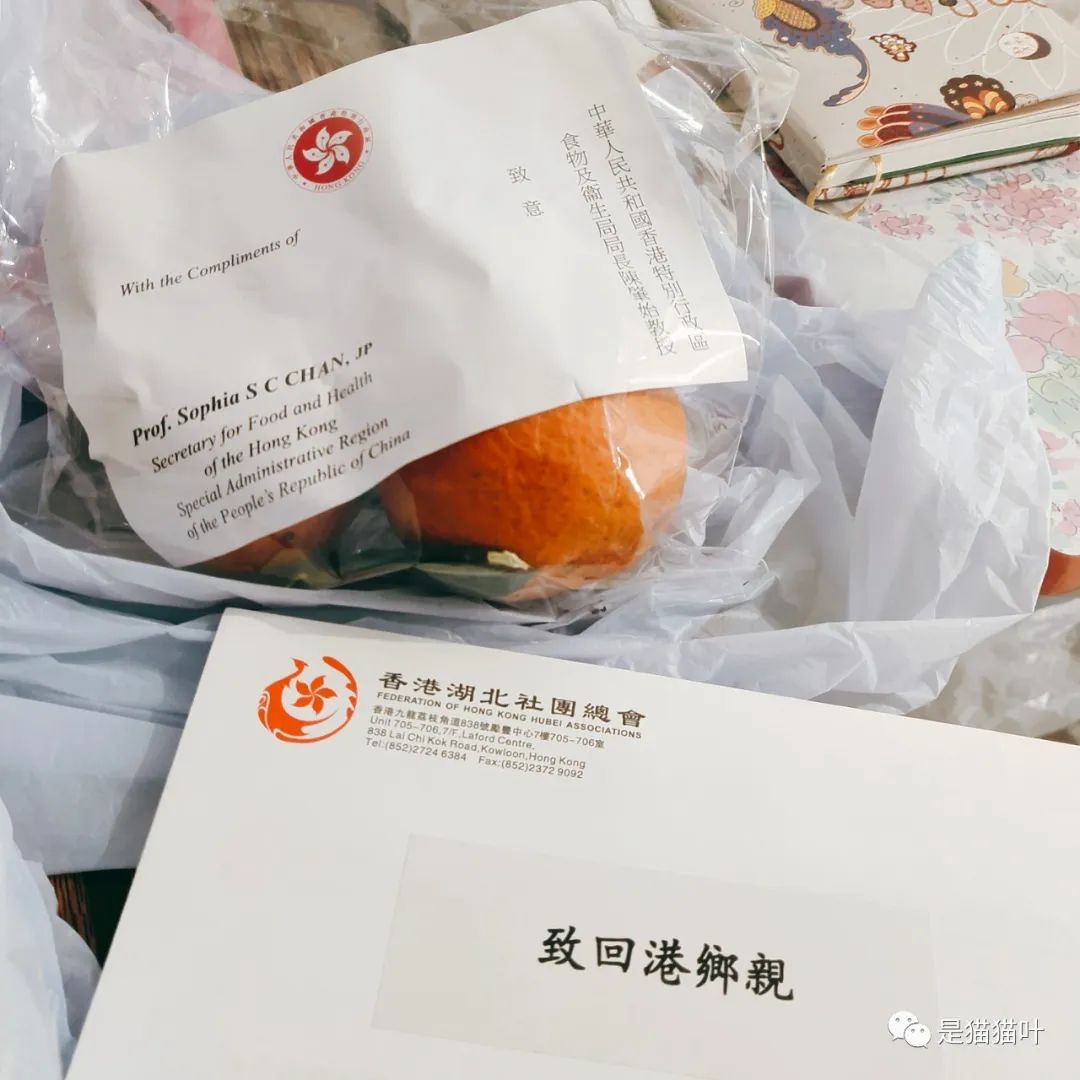 HONG KONG
With the Compliments of
Prof. Sophia S C CHAN, JP
Secretary for Food and Health
of the Hong Kong
Special Administrative Region
of the People's Republic of China
中華人民共和國香港特別行政區
食物及衞生局局長陳肇始教授
致意
香港湖北社團總會
FEDERATION OF HONG KONG HUBEI ASSOCIATIONS
香港九龍荔枝角道838號勵豐中心7樓705-706室
Unit 705-706,7/F,Laford Centre,
838 Lai Chi Kok Road,Kowloon,Hong Kong
Tel:(852)2724 6384 Fax:(852)2372 9092
致回港鄉親
是猫猫叶